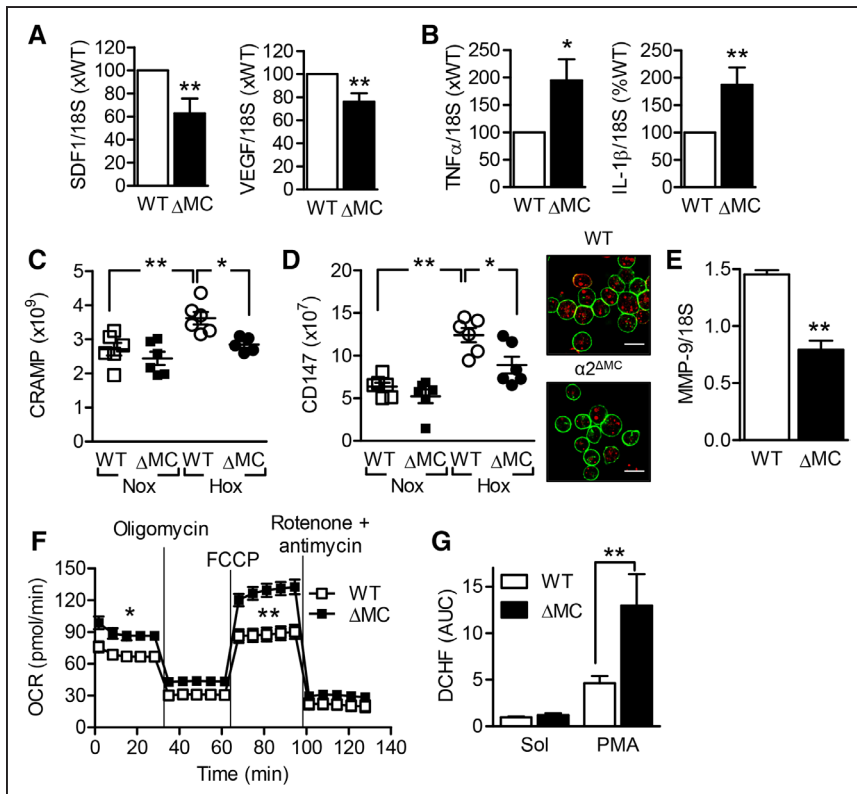 A
SDF1/18S (xWT)
120
100
80
60
40
20
0
**
WT ΔMC
VEGF/18S (xWT)
120
100
80
60
40
20
0
**
WT ΔMC
B
TNFα/18S (xWT)
250
200
150
100
50
0
*
WT ΔMC
IL-1β/18S (%WT)
250
200
150
100
50
0
**
WT ΔMC
C
CRAMP (x10⁹)
5
4
3
2
1
0
** *
WT ΔMC WT ΔMC
Nox Hox
D
CD147 (x10⁷)
20
15
10
5
0
** *
WT ΔMC WT ΔMC
Nox Hox
WT
α2ᐃMC
E
MMP-9/18S
1.5
1.0
0.5
0.0
**
WT ΔMC
F
Oligomycin
FCCP
Rotenone +
antimycin
OCR (pmol/min)
150
120
90
60
30
0
* **
WT
ΔMC
0 20 40 60 80 100 120 140
Time (min)
G
DCHF (AUC)
15
10
5
0
WT
ΔMC
**
Sol PMA